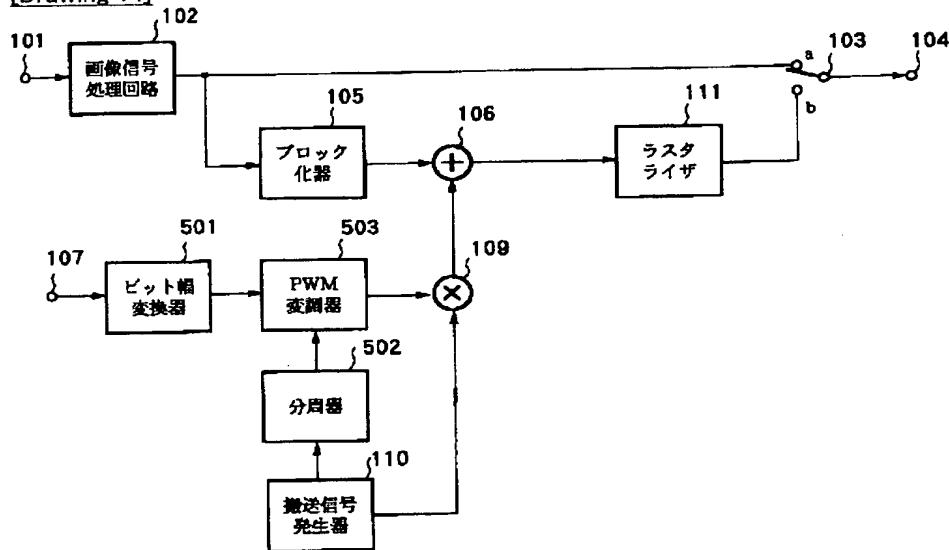 102
101
画像信号
処理回路
a
103
104
b
105
106
111
ブロック
化器
+
ラスタ
ライザ
501
503
107
109
ビット幅
変換器
PWM
変調器
×
502
分周器
110
搬送信号
発生器